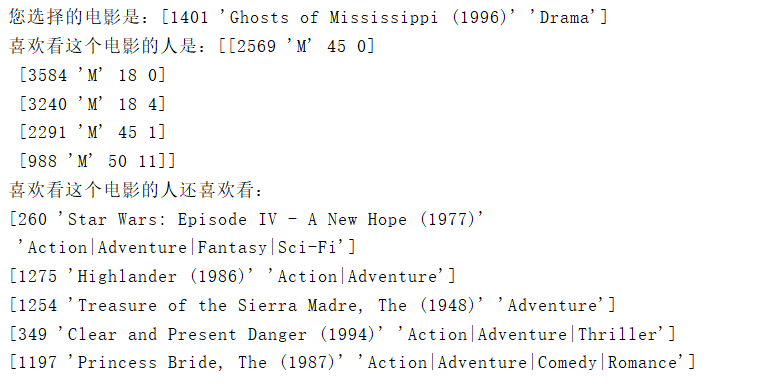 您选择的电影是：[1401 'Ghosts of Mississippi (1996)' 'Drama']
喜欢看这个电影的人是：[[2569 'M' 45 0]
[3584 'M' 18 0]
[3240 'M' 18 4]
[2291 'M' 45 1]
[988 'M' 50 11]]
喜欢看这个电影的人还喜欢看：
[260 'Star Wars: Episode IV - A New Hope (1977)'
'Action|Adventure|Fantasy|Sci-Fi']
[1275 'Highlander (1986)' 'Action|Adventure']
[1254 'Treasure of the Sierra Madre, The (1948)' 'Adventure']
[349 'Clear and Present Danger (1994)' 'Action|Adventure|Thriller']
[1197 'Princess Bride, The (1987)' 'Action|Adventure|Comedy|Romance']